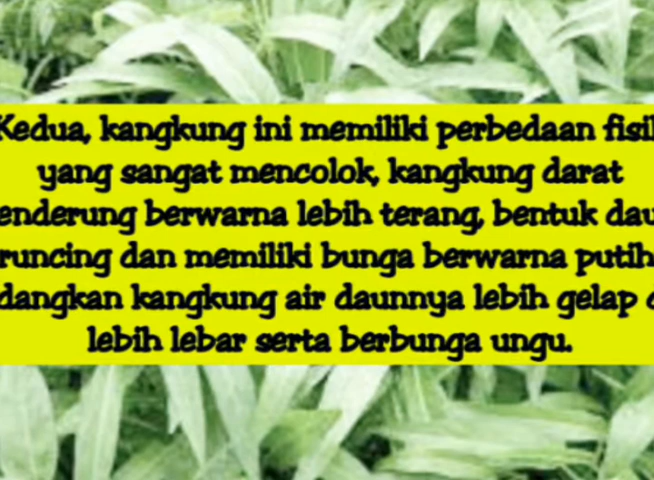 Kedua, kangkung ini memiliki perbedaan fisik
yang sangat mencolok, kangkung darat
enderung berwarna lebih terang, bentuk dau
runcing dan memiliki bunga berwarna putih
dangkan kangkung air daunnya lebih gelap d
lebih lebar serta berbunga ungu.